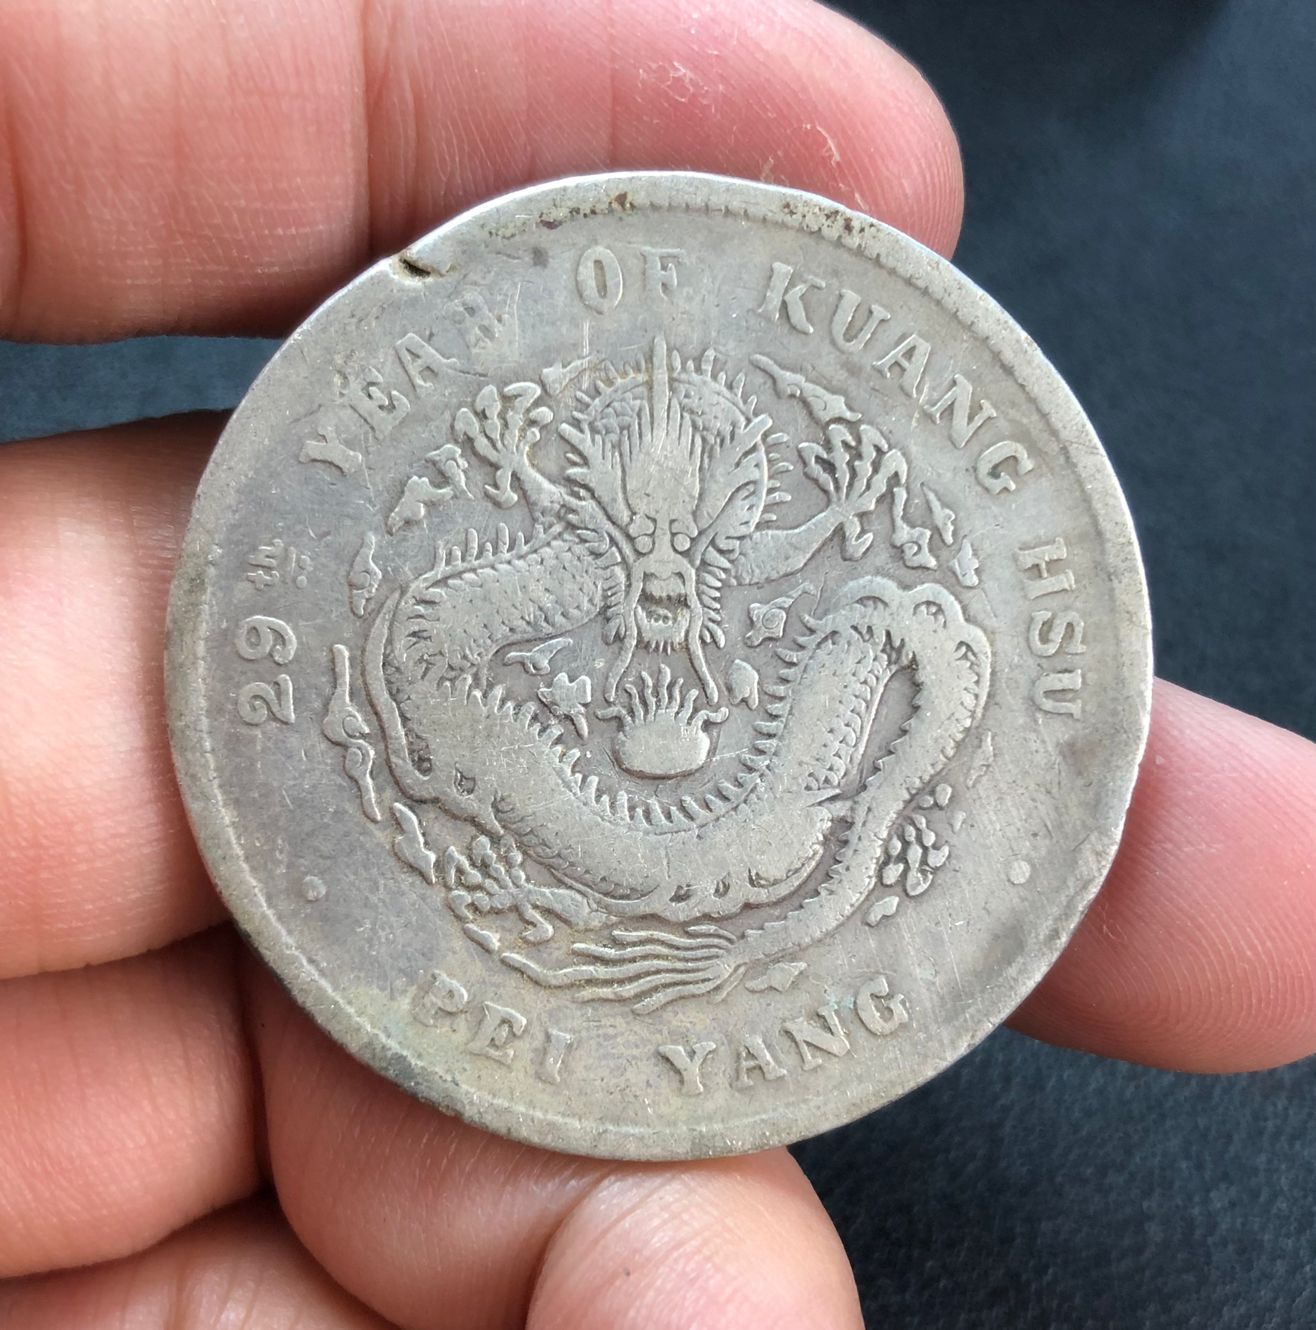 29th YEAR OF KUANG HSU
PEI YANG